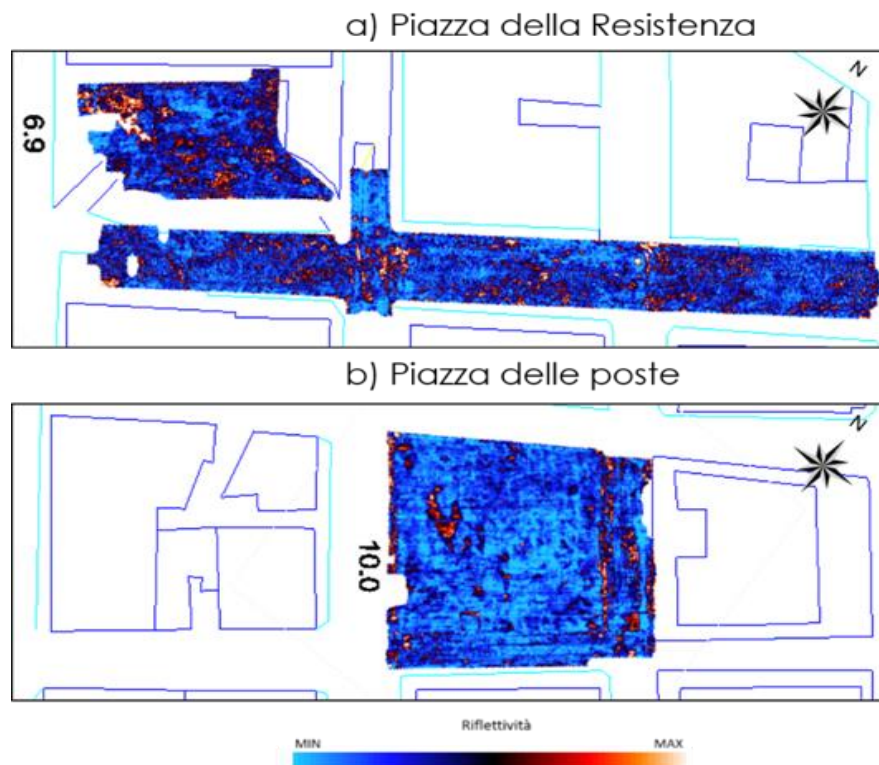 a) Piazza della Resistenza
N
6.9
b) Piazza delle poste
N
10.0
Riflettività
MIN
MAX